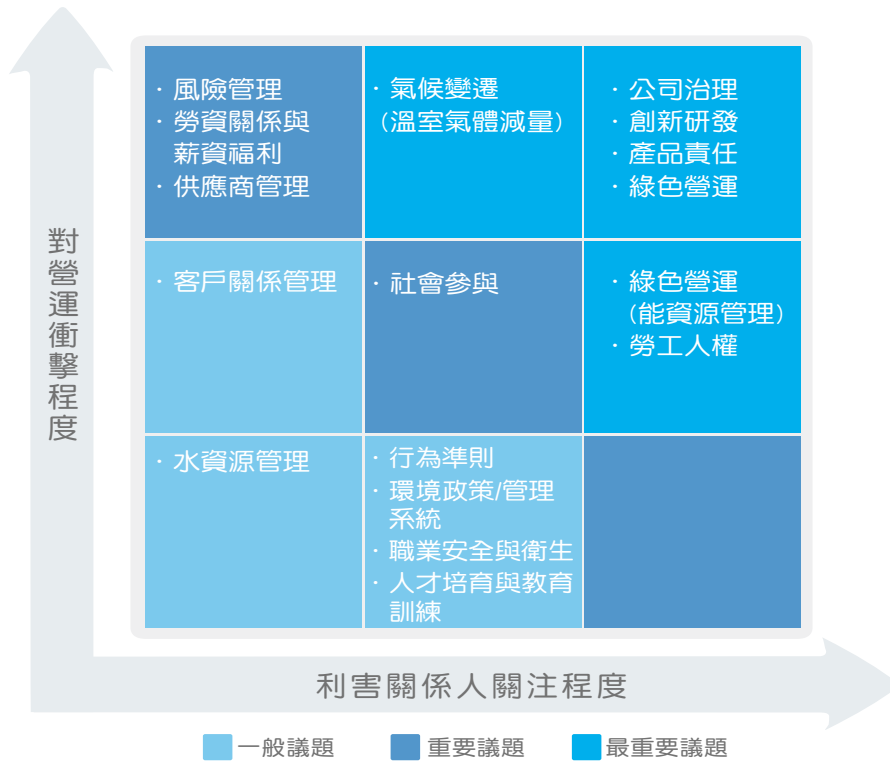 對營運衝擊程度
· 風險管理
· 勞資關係與
薪資福利
· 供應商管理
· 氣候變遷
(溫室氣體減量)
· 公司治理
· 創新研發
· 產品責任
· 綠色營運
· 客戶關係管理
· 社會參與
· 綠色營運
(能資源管理)
· 勞工人權
· 水資源管理
· 行為準則
· 環境政策/管理
系統
· 職業安全與衛生
· 人才培育與教育
訓練
利害關係人關注程度
一般議題
重要議題
最重要議題